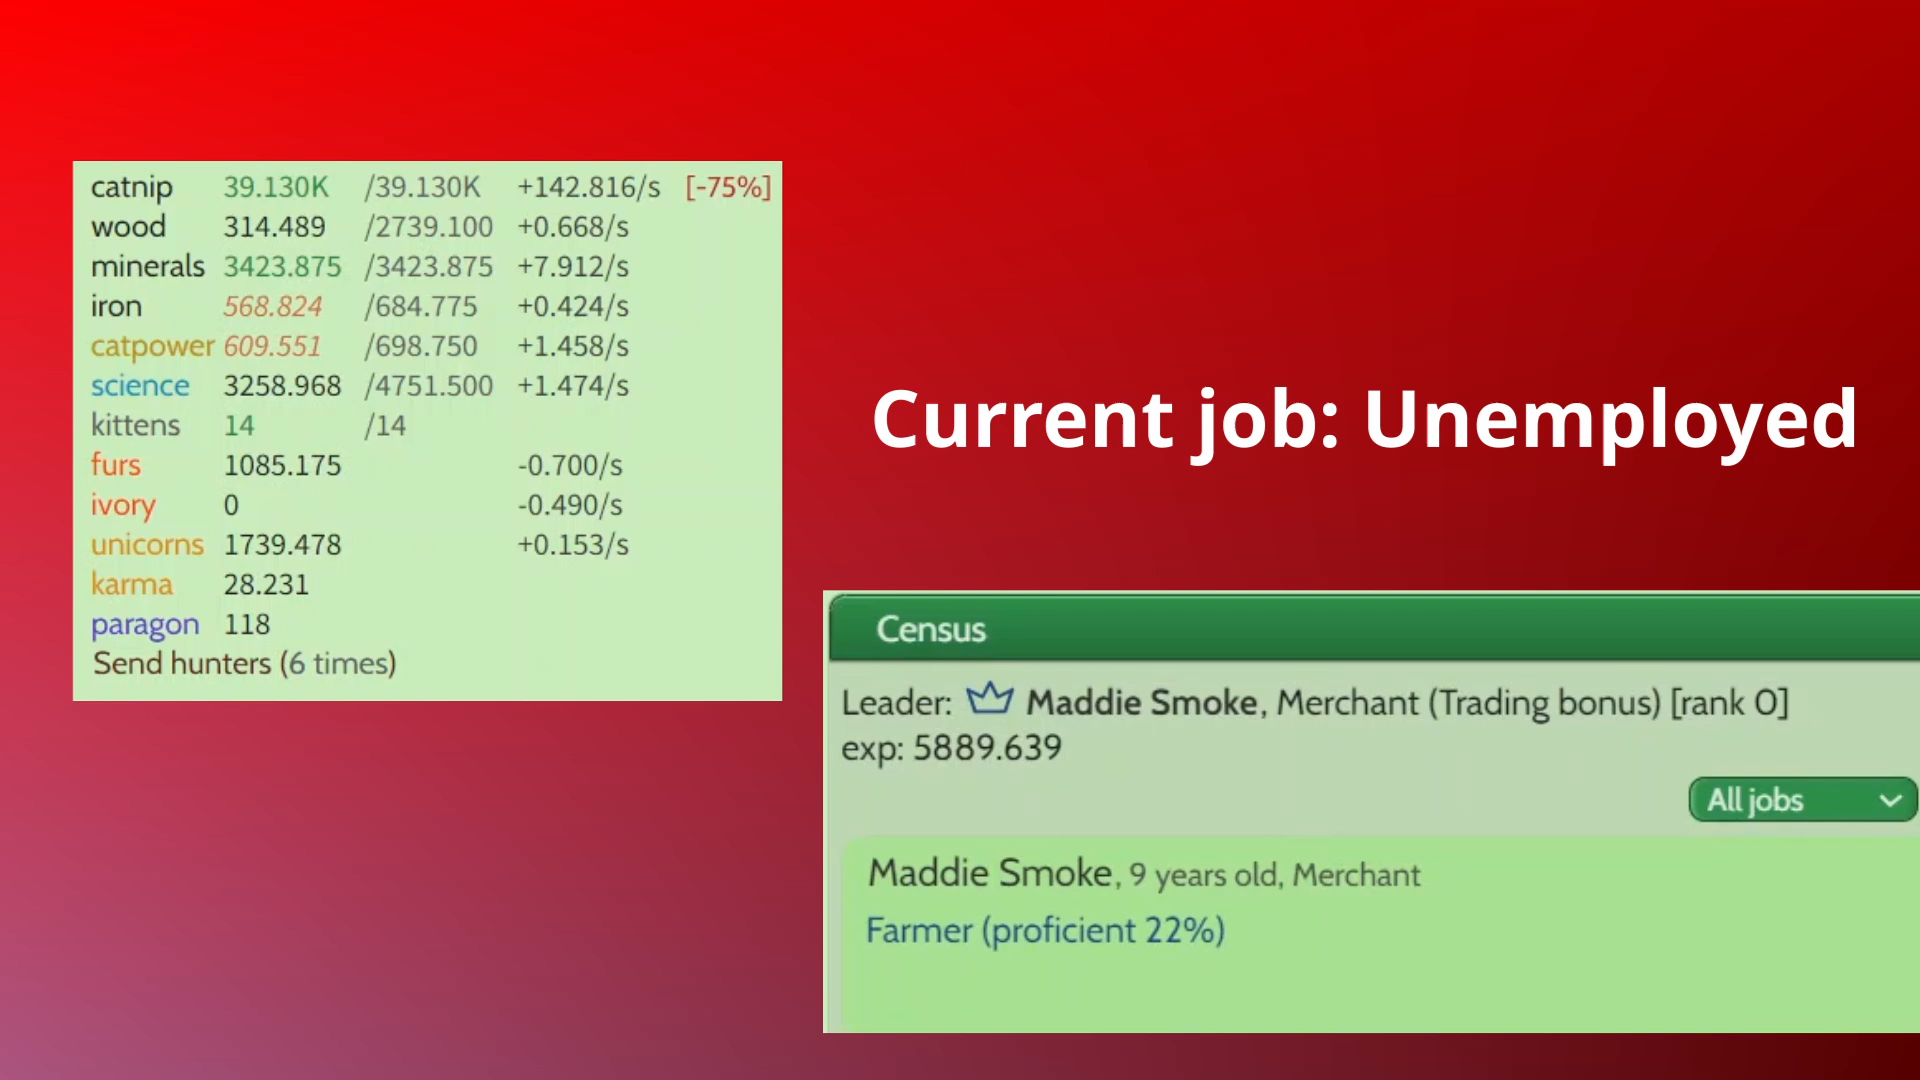 catnip 39.130K /39.130K +142.816/s [-75%]
wood 314.489 /2739.100 +0.668/s
minerals 3423.875 /3423.875 +7.912/s
iron 568.824 /684.775 +0.424/s
catpower 609.551 /698.750 +1.458/s
science 3258.968 /4751.500 +1.474/s
kittens 14 /14
furs 1085.175 -0.700/s
ivory 0 -0.490/s
unicorns 1739.478 +0.153/s
karma 28.231
paragon 118
Send hunters (6 times)
Current job: Unemployed
Census
Leader: Maddie Smoke, Merchant (Trading bonus) [rank 0]
exp: 5889.639
All jobs
Maddie Smoke, 9 years old, Merchant
Farmer (proficient 22%)